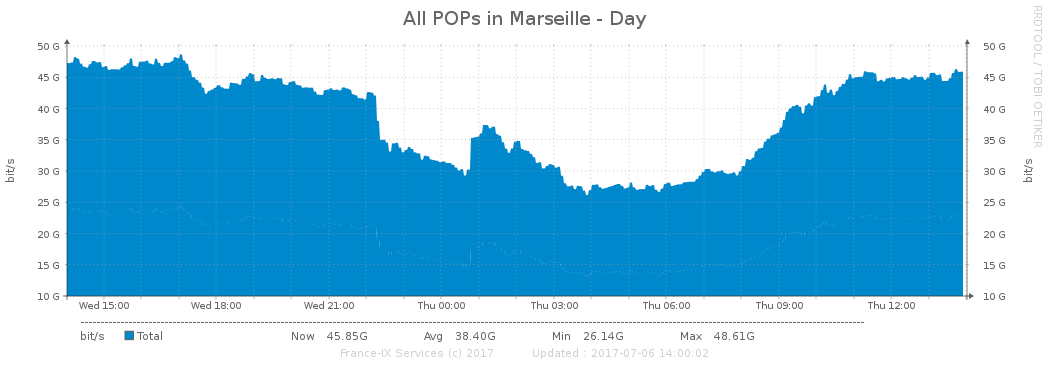 All POPs in Marseille - Day
RRDTOOL / TOBI OETIKER
50 G 50 G
45 G 45 G
40 G 40 G
35 G 35 G
30 G 30 G
25 G 25 G
20 G 20 G
15 G 15 G
10 G 10 G
bit/s
bit/s
Wed 15:00 Wed 18:00 Wed 21:00 Thu 00:00 Thu 03:00 Thu 06:00 Thu 09:00 Thu 12:00
bit/s Total Now 45.85G Avg 38.40G Min 26.14G Max 48.61G
France-IX Services (c) 2017 Updated : 2017-07-06 14:00:02